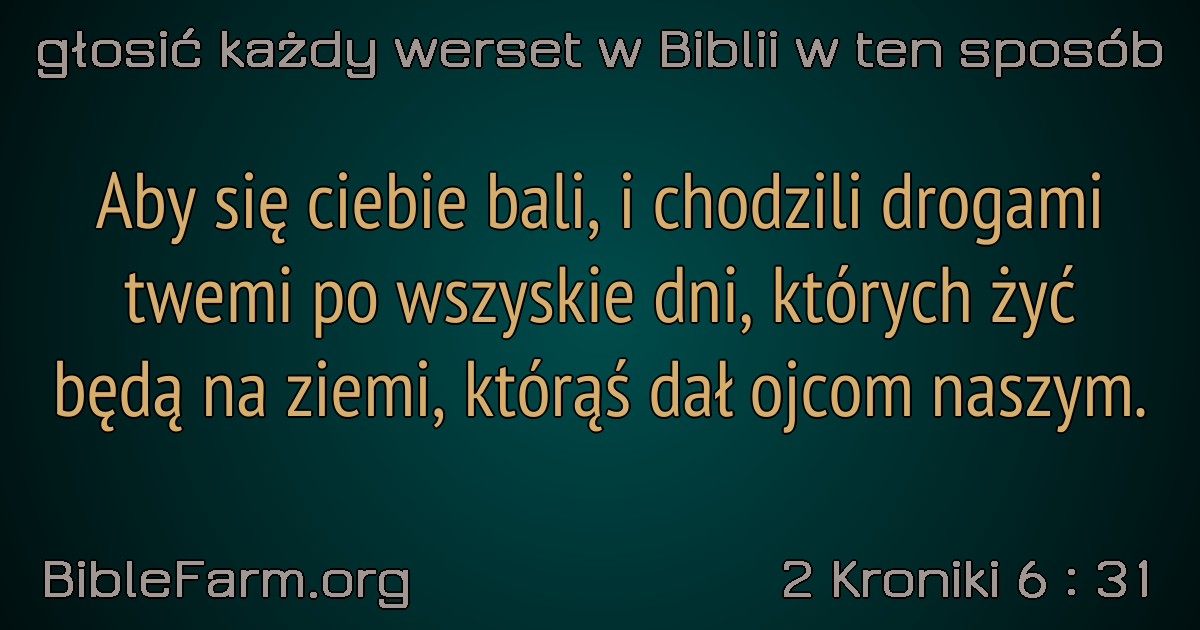 głosić każdy werset w Biblii w ten sposób
Aby się ciebie bali, i chodzili drogami
twemi po wszyskie dni, których żyć
będą na ziemi, którąś dał ojcom naszym.
BibleFarm.org
2 Kroniki 6 : 31